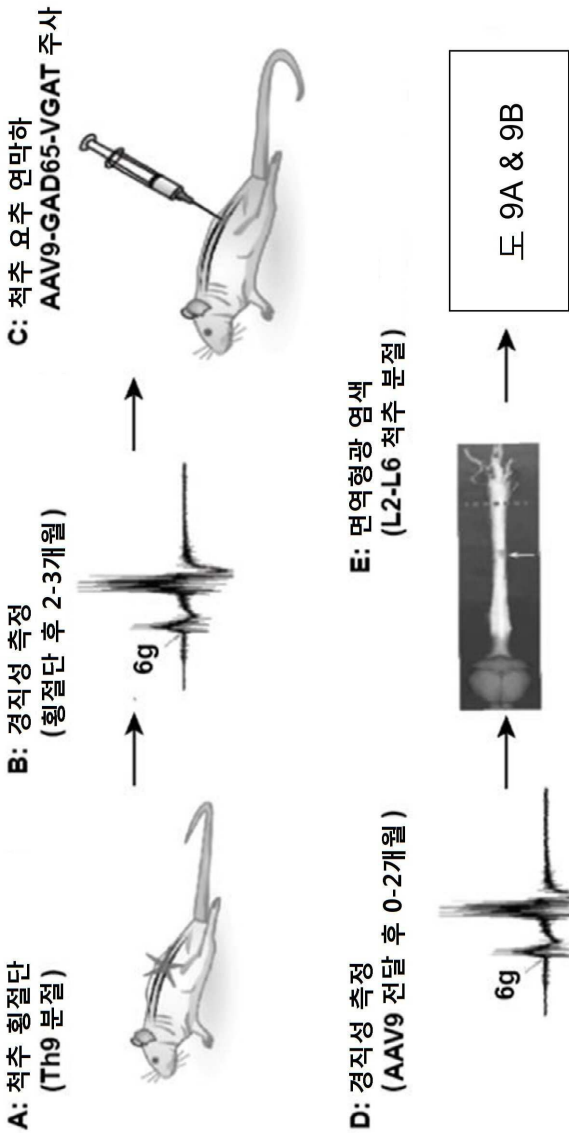 A: 척추 횡절단
(Th9 분절)
B: 경직성 측정
(횡절단 후 2-3개월)
6g
C: 척추 요추 연막하
AAV9-GAD65-VGAT 주사
D: 경직성 측정
(AAV9 전달 후 0-2개월)
6g
E: 면역형광 염색
(L2-L6 척추 분절)
도 9A & 9B